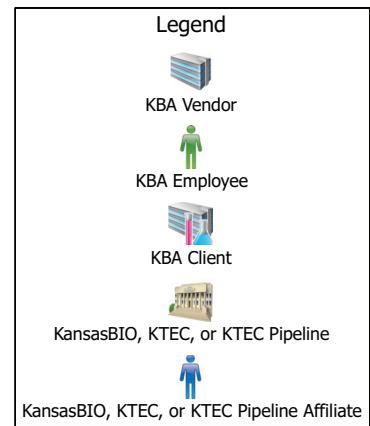 Legend
KBA Vendor
KBA Employee
KBA Client
KansasBIO, KTEC, or KTEC Pipeline
KansasBIO, KTEC, or KTEC Pipeline Affiliate